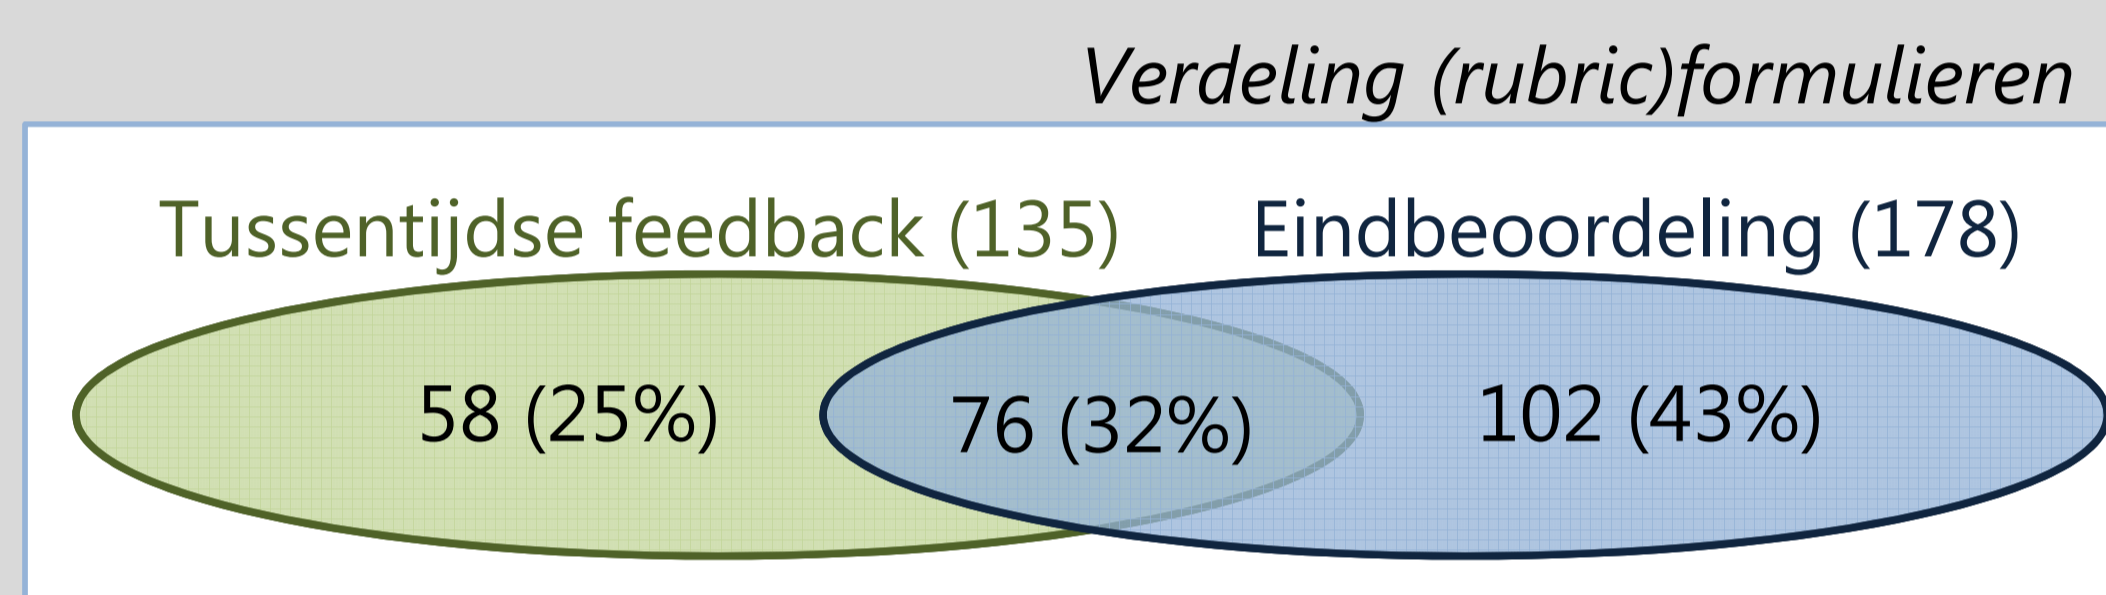 Verdeling (rubric)formulieren
Tussentijdse feedback (135) Eindbeoordeling (178)
58 (25%) 76 (32%) 102 (43%)